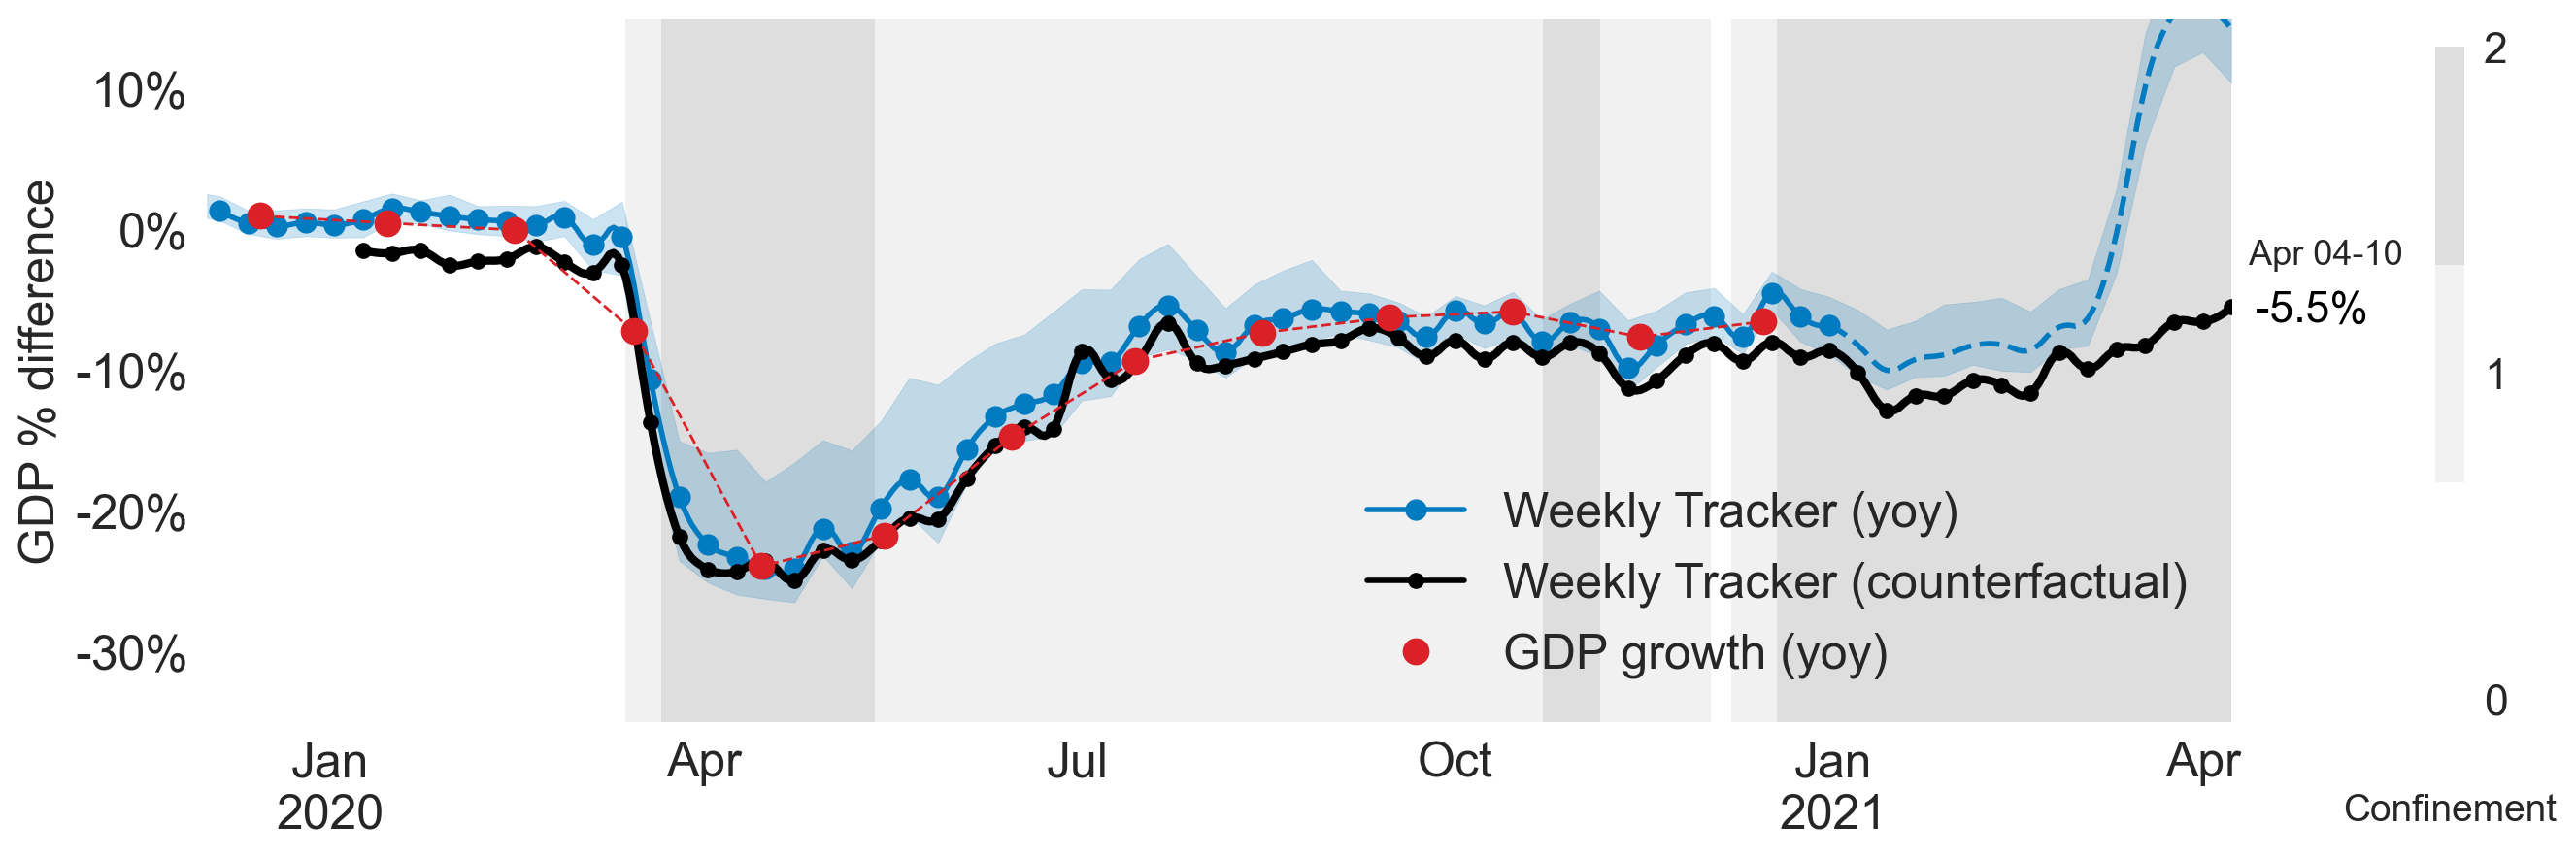 GDP % difference
10%
0%
-10%
-20%
-30%
Jan
2020
Apr
Jul
Oct
Jan
2021
Apr
Weekly Tracker (yoy)
Weekly Tracker (counterfactual)
GDP growth (yoy)
Apr 04-10
-5.5%
2
1
0
Confinement